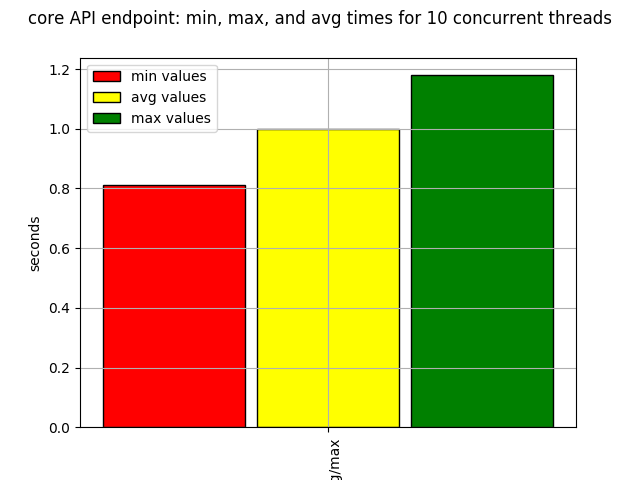 core API endpoint: min, max, and avg times for 10 concurrent threads
min values
avg values
max values
1.2
1.0
0.8
0.6
0.4
0.2
0.0
seconds
g/max